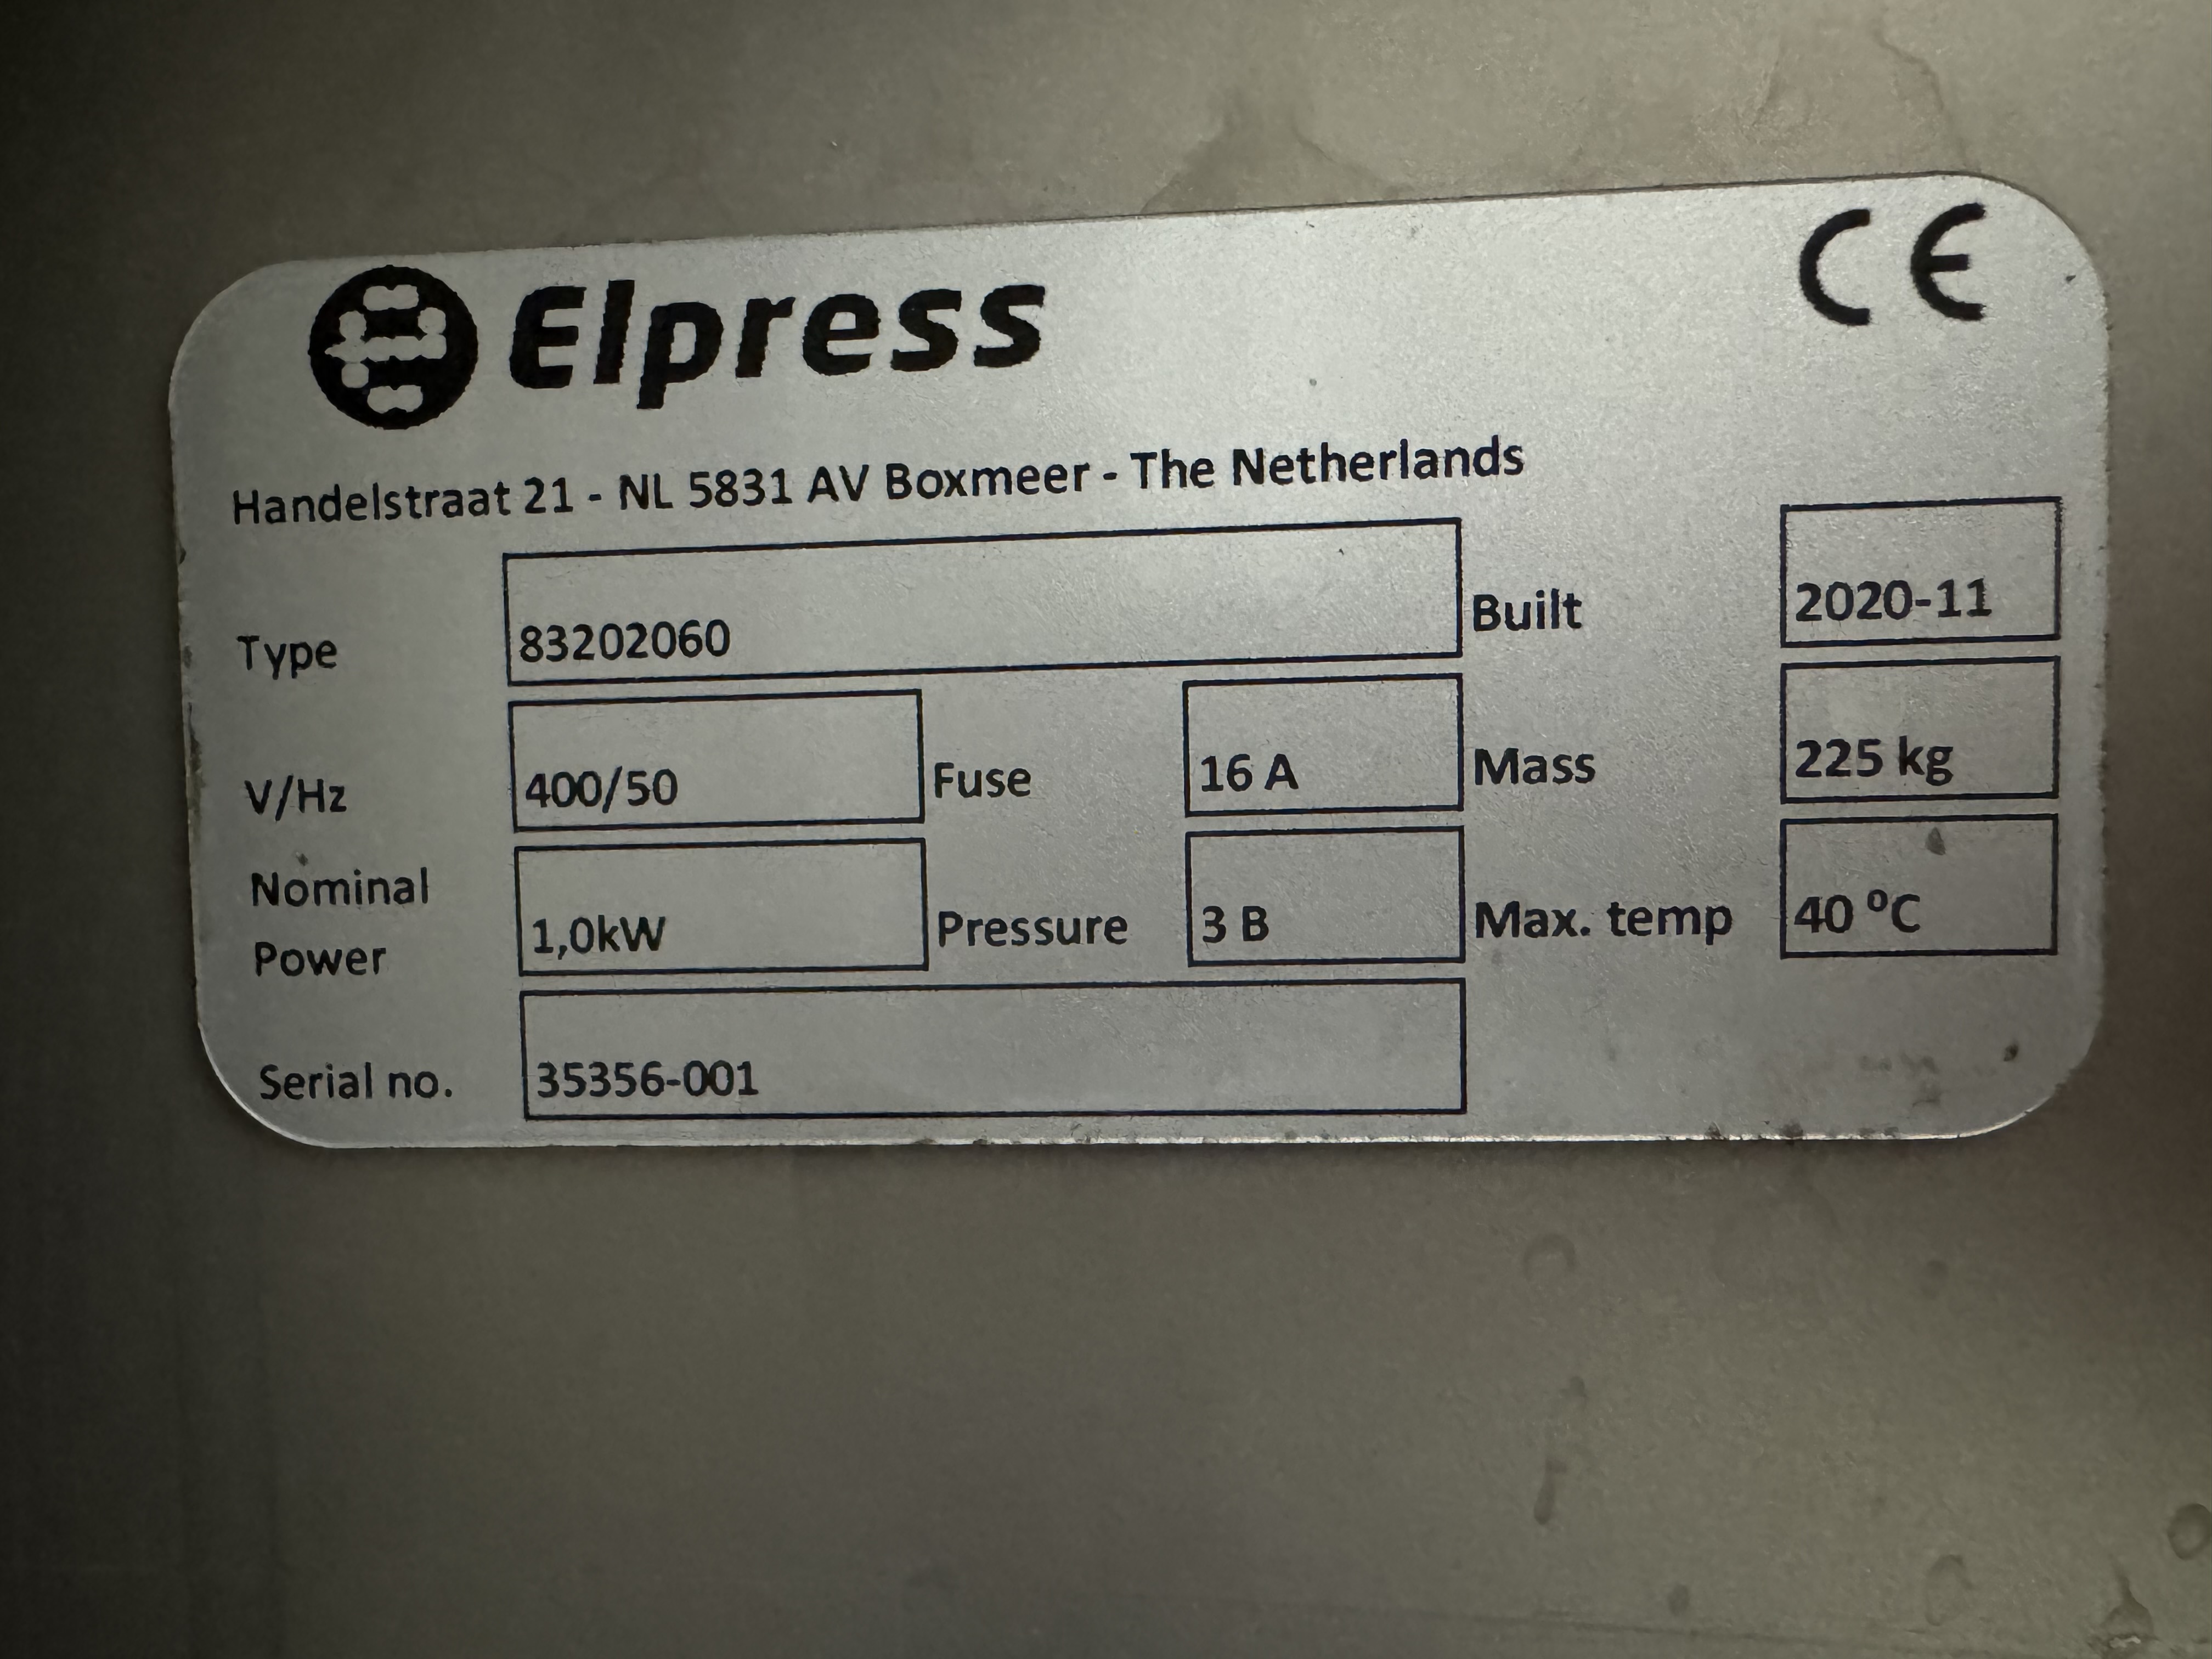 Elpress CE
Handelstraat 21 - NL 5831 AV Boxmeer - The Netherlands
Type 83202060 Built 2020-11
V/Hz 400/50 Fuse 16 A Mass 225 kg
Nominal Power 1,0kW Pressure 3 B Max. temp 40 ºC
Serial no. 35356-001